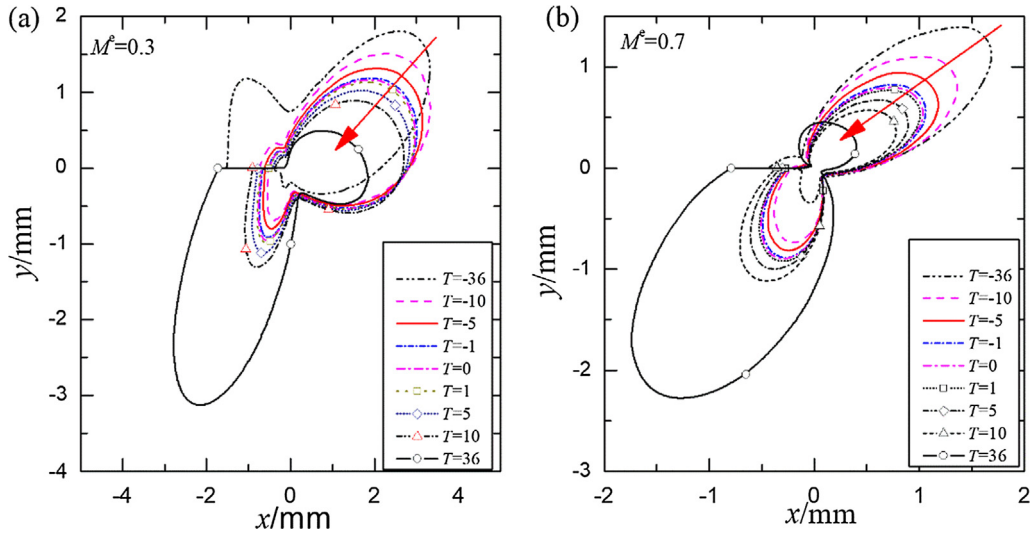 (a)
M^e=0.3
2
1
0
-1
-2
-3
-4
y/mm
-4
-2
0
2
4
x/mm
T=-36
T=-10
T=-5
T=-1
T=0
T=1
T=5
T=10
T=36
(b)
M^e=0.7
1
0
-1
-2
-3
y/mm
-2
-1
0
1
2
x/mm
T=-36
T=-10
T=-5
T=-1
T=0
T=1
T=5
T=10
T=36